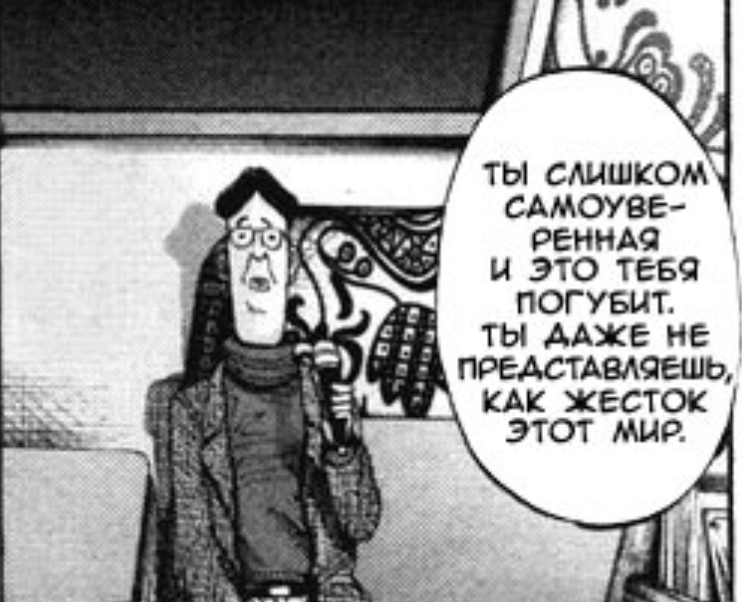 ТЫ СЛИШКОМ
САМОУВЕ-
РЕННАЯ
И ЭТО ТЕБЯ
ПОГУБИТ.
ТЫ ДАЖЕ НЕ
ПРЕДСТАВЛЯЕШЬ,
КАК ЖЕСТОК
ЭТОТ МИР.